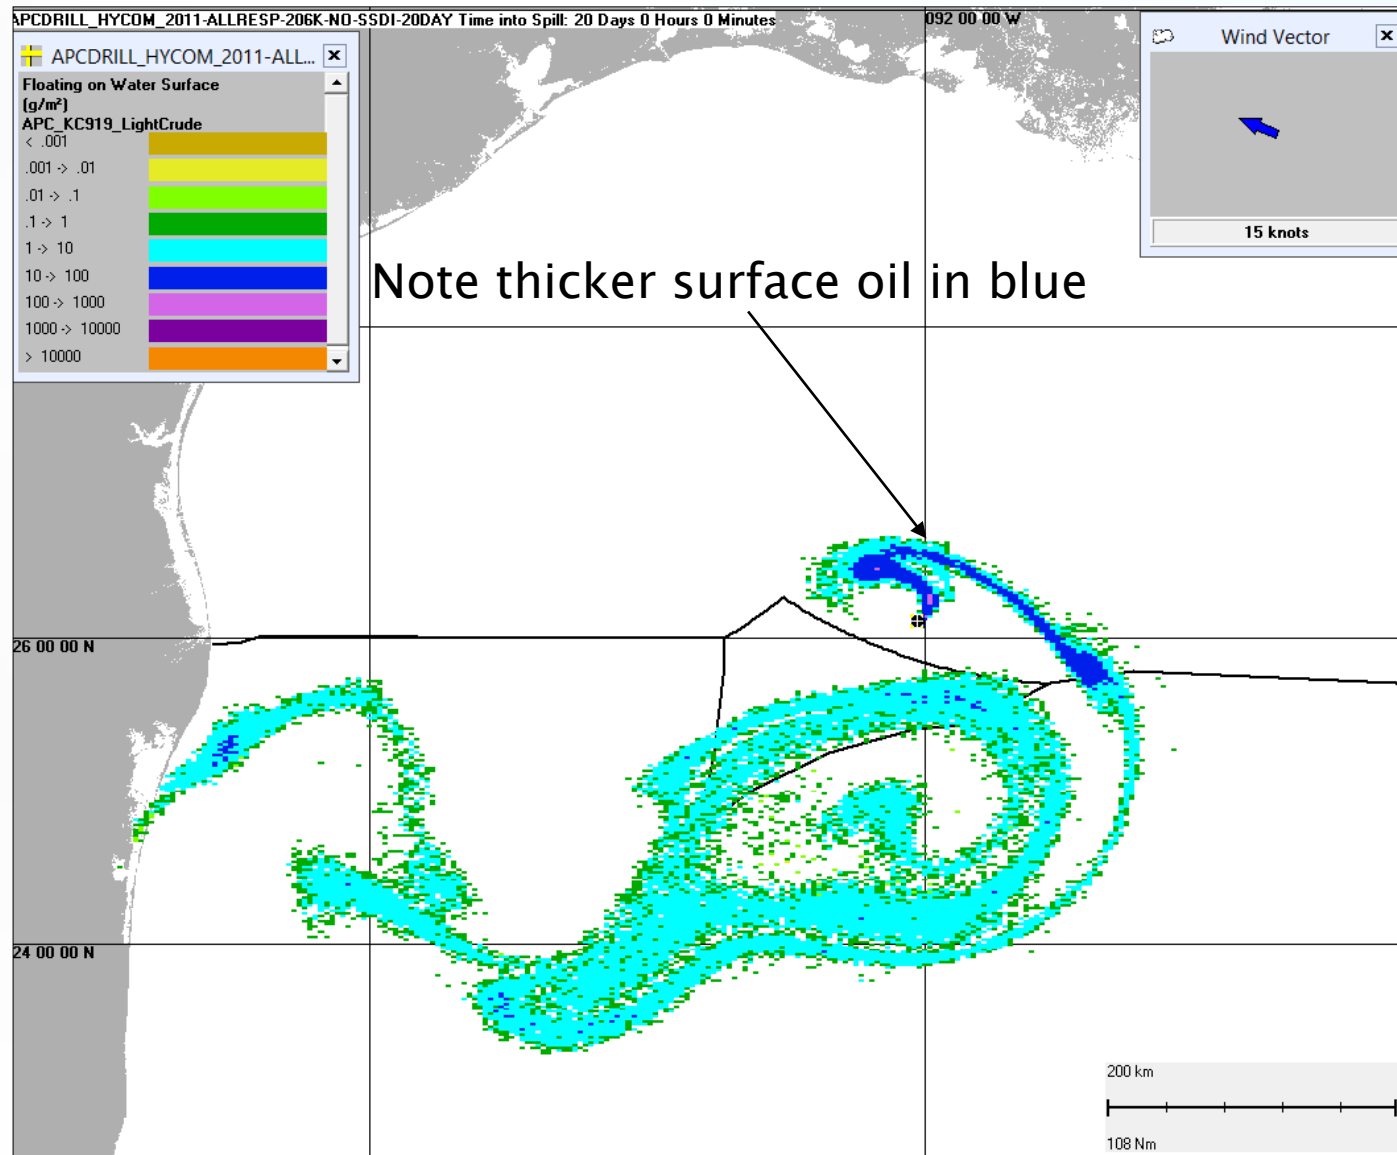 APCDRILL_HYCOM_2011-ALLRESP-206K-NO-SSDI-20DAY Time into Spill: 20 Days 0 Hours 0 Minutes
092 00 00 W
APCDRILL_HYCOM_2011-ALL...
Floating on Water Surface
(g/m²)
APC_KC919_LightCrude
< .001
.001 -> .01
.01 -> .1
.1 -> 1
1 -> 10
10 -> 100
100 -> 1000
1000 -> 10000
> 10000
Wind Vector
15 knots
Note thicker surface oil in blue
26 00 00 N
24 00 00 N
200 km
108 Nm